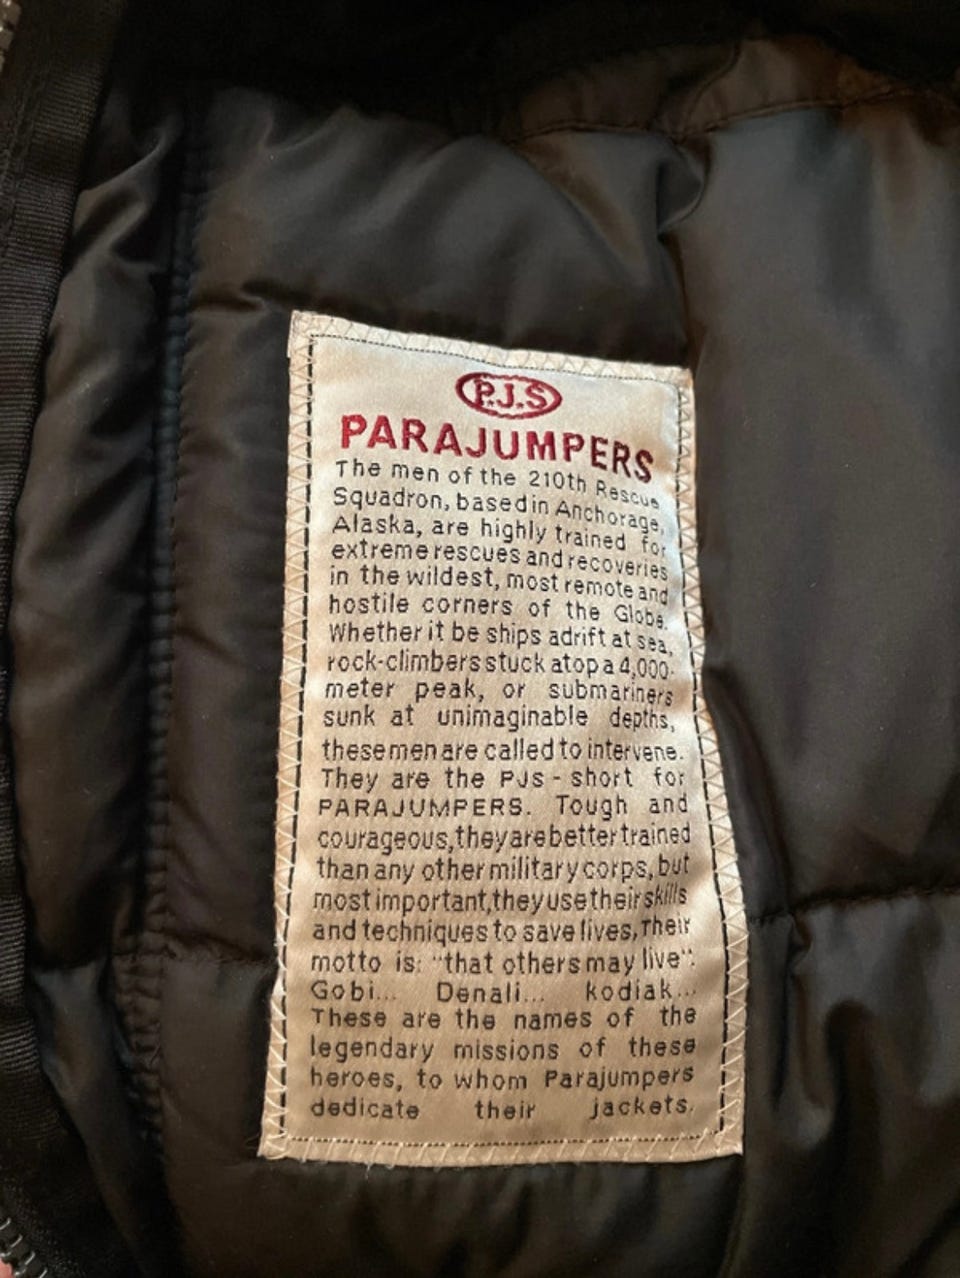 P.J.S
PARAJUMPERS
The men of the 210th Rescue
Squadron, based in Anchorage,
Alaska, are highly trained for
extreme rescues and recoveries
in the wildest, most remote and
hostile corners of the Globe.
Whether it be ships adrift at sea,
rock-climbers stuck atop a 4,000-
meter peak, or submariners
sunk at unimaginable depths,
these men are called to intervene.
They are the PJs - short for
PARAJUMPERS. Tough and
courageous, they are better trained
than any other military corps, but
most important, they use their skills
and techniques to save lives, Their
motto is: "that others may live".
Gobi... Denali... kodiak...
These are the names of the
legendary missions of these
heroes, to whom Parajumpers
dedicate their jackets.